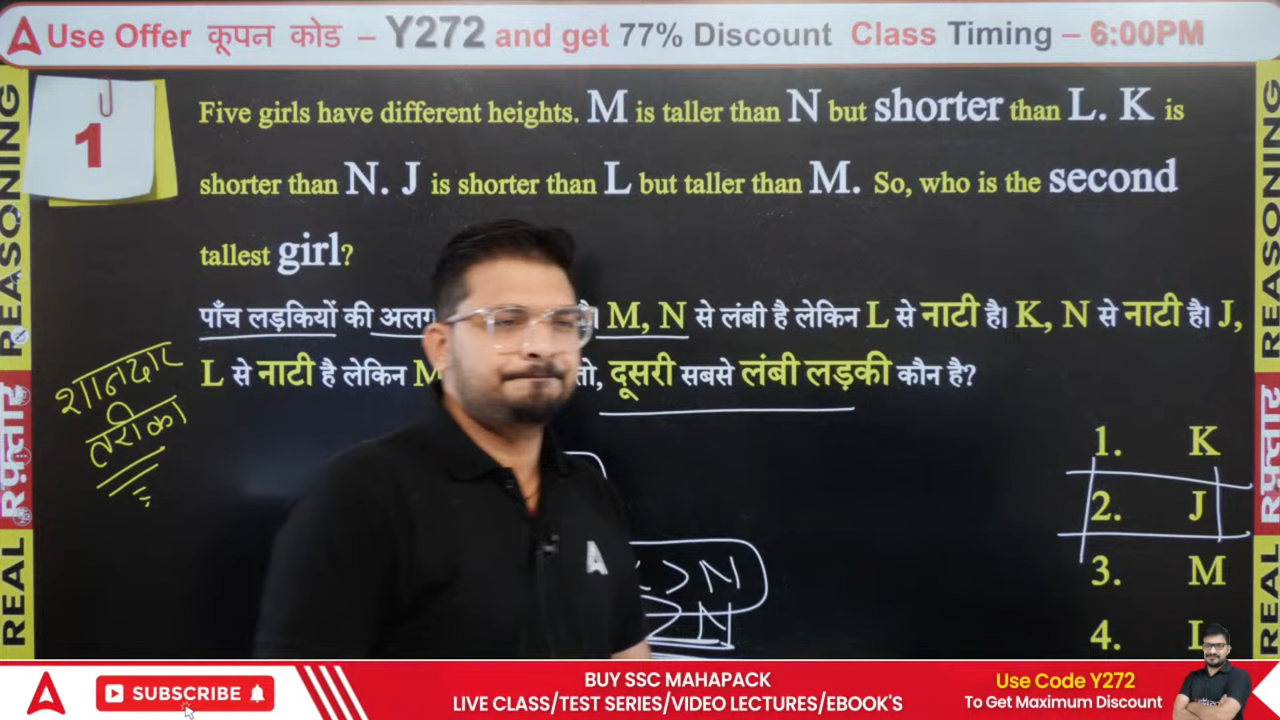 Use Offer कूपन कोड – Y272 and get 77% Discount Class Timing – 6:00PM
REASONING
REAL रफ़्तार
1
Five girls have different heights. M is taller than N but shorter than L. K is
shorter than N. J is shorter than L but taller than M. So, who is the second
tallest girl?
पाँच लड़कियों की अलग M, N से लंबी है लेकिन L से नाटी है। K, N से नाटी है। J,
L से नाटी है लेकिन M तो, दूसरी सबसे लंबी लड़की कौन है?
शानदार
तरीका
> N
> N
1. K
2. J
3. M
4. L
REASONING
REAL रफ़्तार
SUBSCRIBE
BUY SSC MAHAPACK
LIVE CLASS/TEST SERIES/VIDEO LECTURES/EBOOK'S
Use Code Y272
To Get Maximum Discount